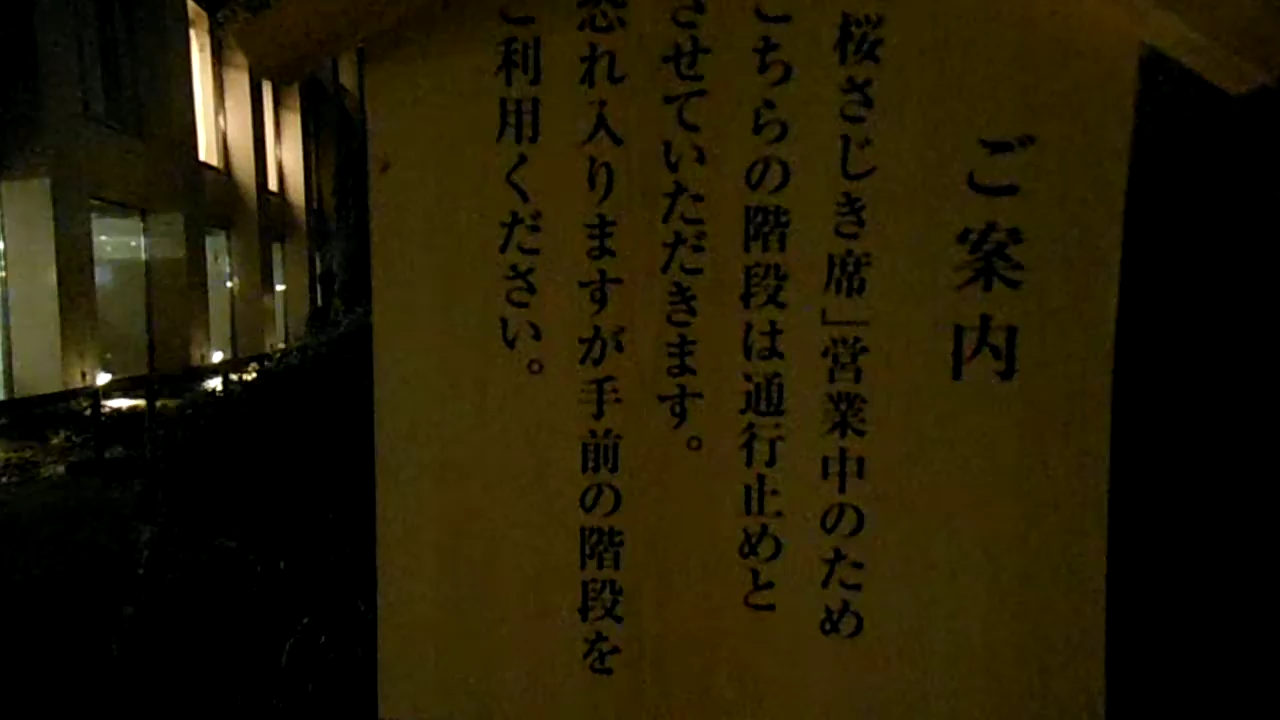 ご案内
桜さじき席」営業中のため
こちらの階段は通行止めと
させていただきます。
恐れ入りますが手前の階段を
ご利用ください。